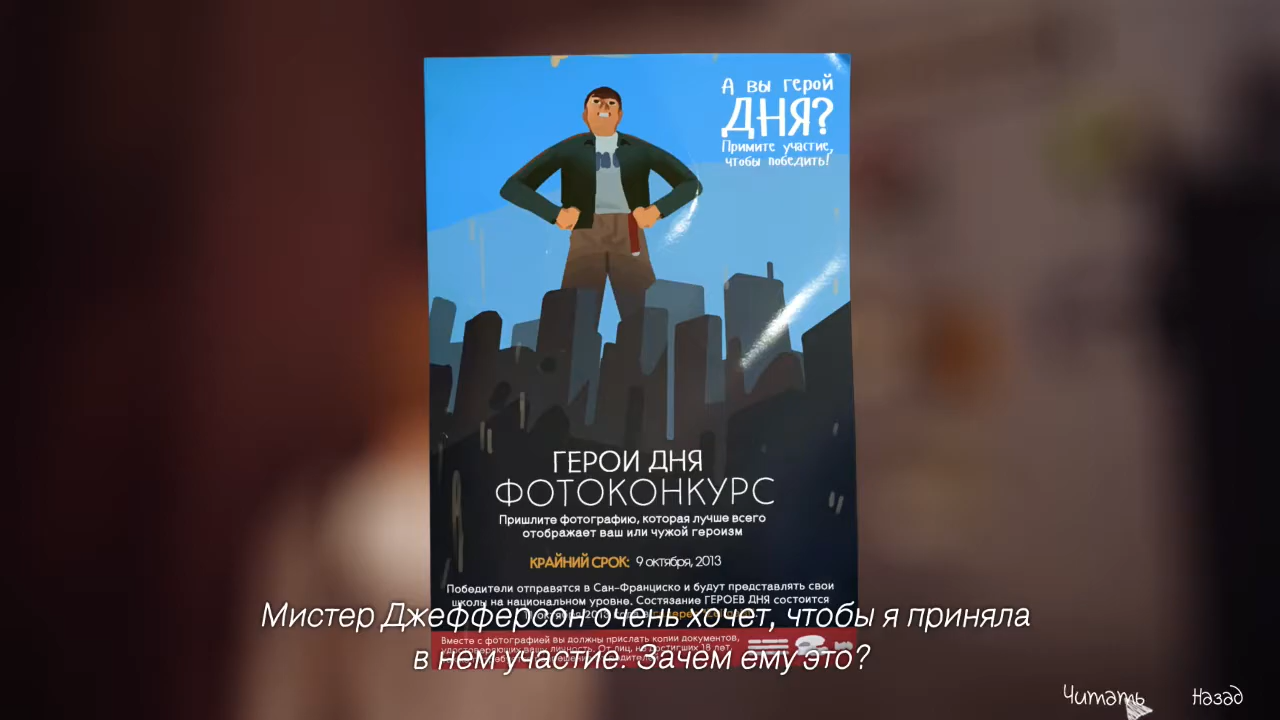 А вы герой
ДНЯ?
Примите участие,
чтобы победить!
ГЕРОИ ДНЯ
ФОТОКОНКУРС
Пришлите фотографию, которая лучше всего
отображает ваш или чужой героизм
КРАЙНИЙ СРОК: 9 октября, 2013
Победители отправятся в Сан-Франциско и будут представлять свои
школы на национальном уровне. Состязание ГЕРОЕВ ДНЯ состоится
Мистер Джефферсон очень хочет, чтобы я приняла
Вместе с фотографией вы должны прислать копии документов,
в нем участие. Зачем ему это?
Читать
Назад